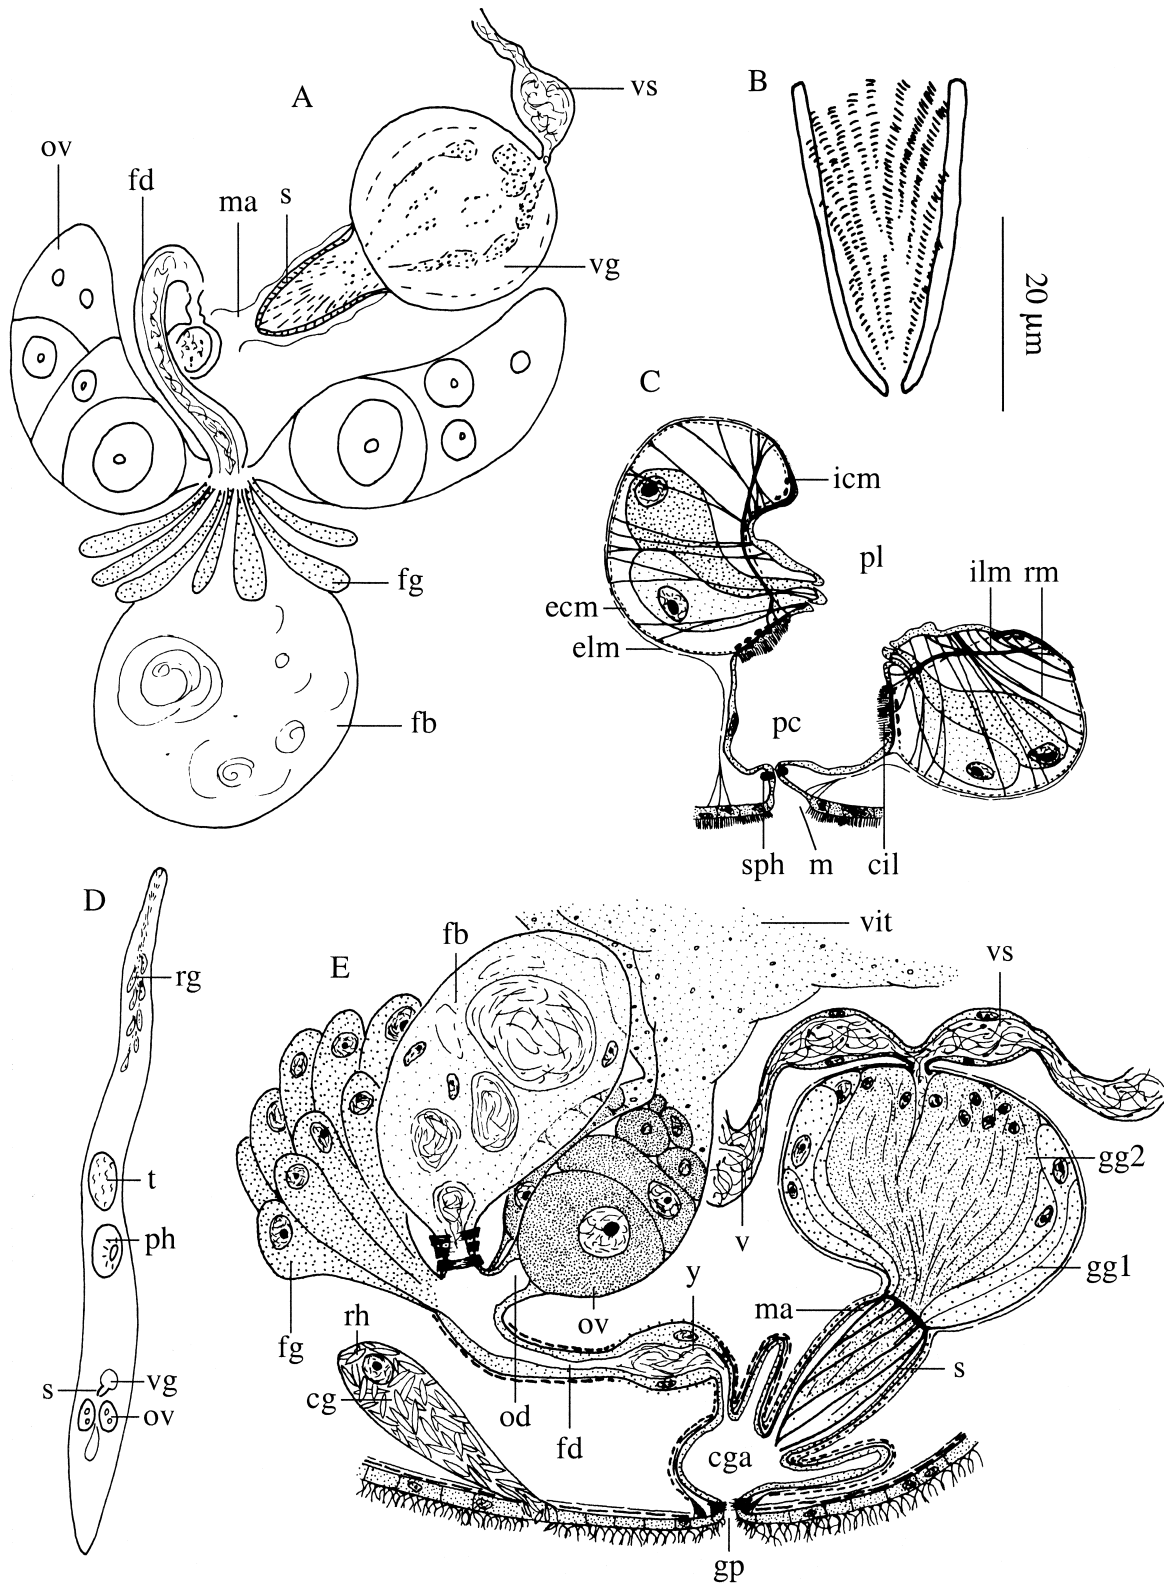 A
vs
B
ov
fd
ma
s
vg
20 µm
C
icm
pl
ilm rm
fg
ecm
elm
fb
pc
sph m cil
D
E
fb
vit
vs
rg
t
gg2
ph
v
gg1
y
ma
ov
fg
rh
s
vg
s
cg
od
ov
fd
cga
gp